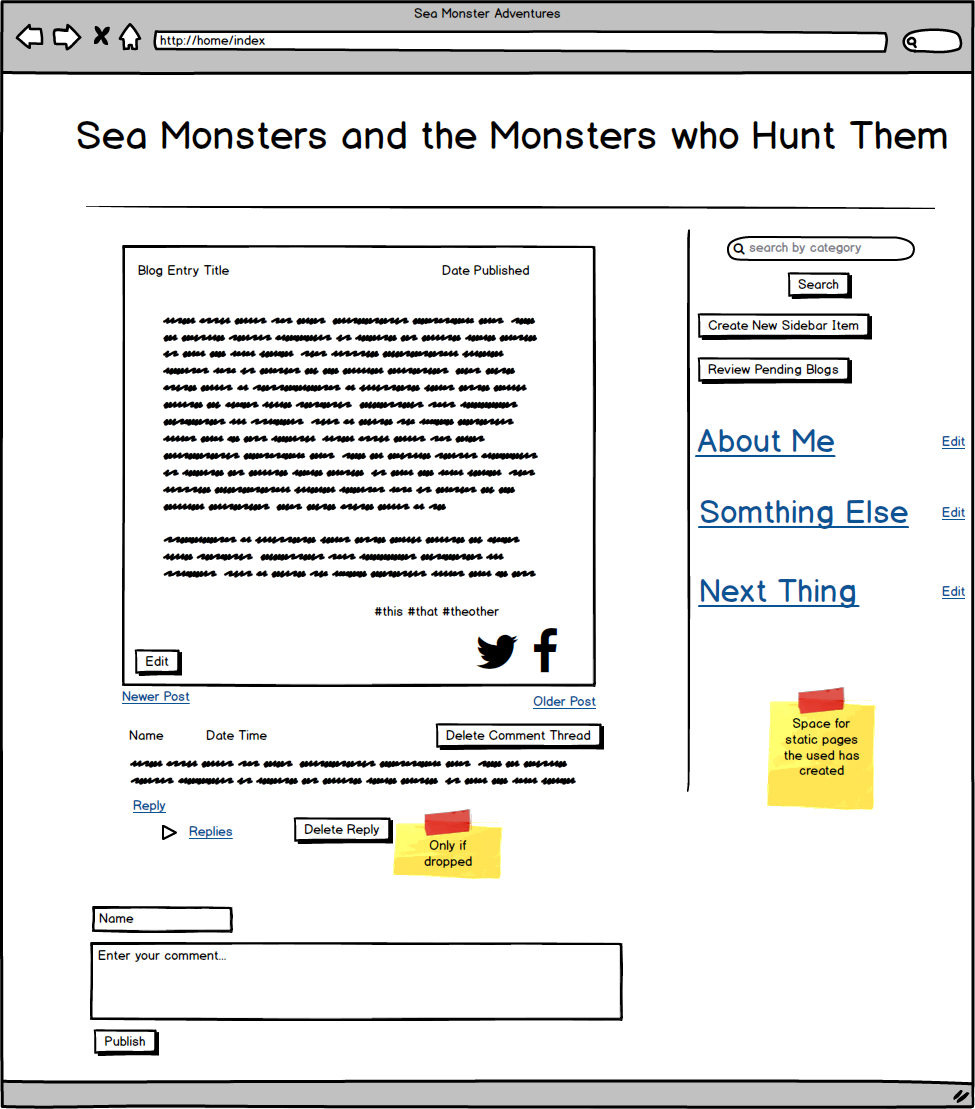 Sea Monster Adventures
http://home/index
Sea Monsters and the Monsters who Hunt Them
search by category
Search
Create New Sidebar Item
Review Pending Blogs
Blog Entry Title
Date Published
#this #that #theother
Edit
About Me
Edit
Somthing Else
Edit
Next Thing
Edit
Space for
static pages
the used has
created
Newer Post
Older Post
Name
Date Time
Delete Comment Thread
Reply
Replies
Delete Reply
Only if
dropped
Name
Enter your comment...
Publish